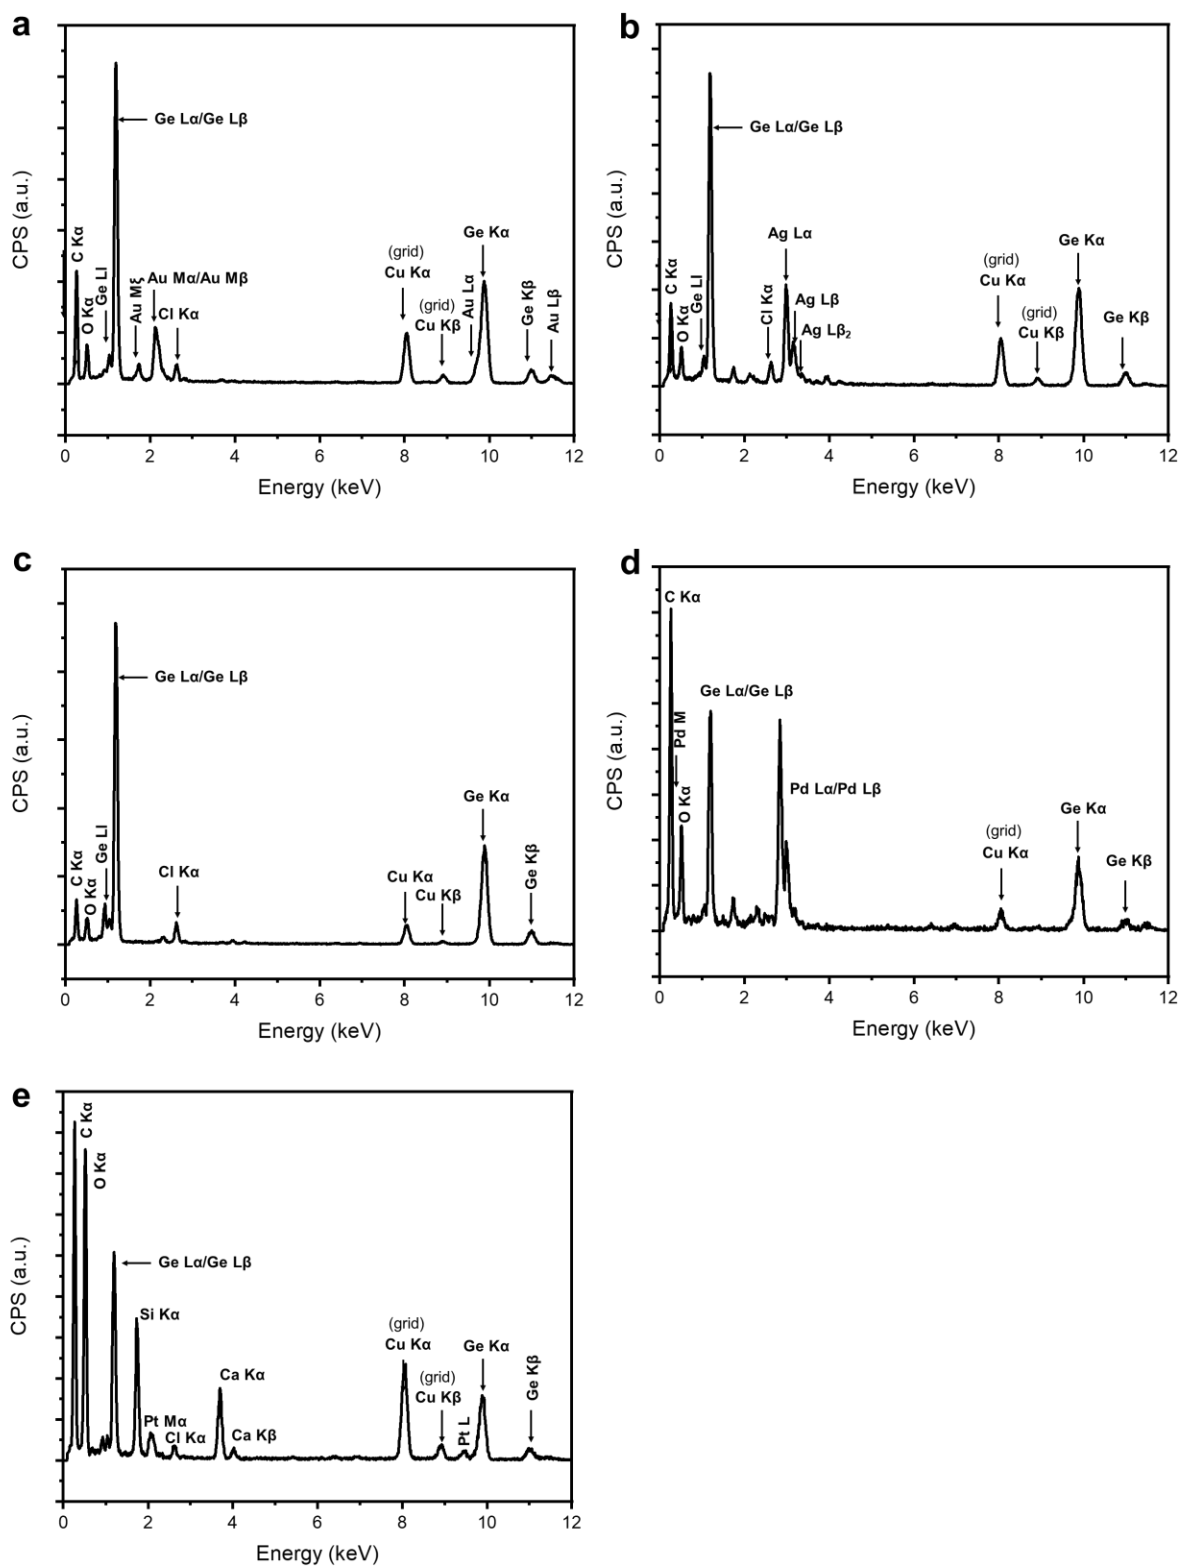 a
CPS (a.u.)
C Kα
O Kα
Ge Ll
Ge Lα/Ge Lβ
Au Mξ
Au Mα/Au Mβ
Cl Kα
(grid)
Cu Kα
(grid)
Cu Kβ
Au Lα
Ge Kα
Ge Kβ
Au Lβ
0 2 4 6 8 10 12
Energy (keV)
b
CPS (a.u.)
C Kα
O Kα
Ge Ll
Ge Lα/Ge Lβ
Cl Kα
Ag Lα
Ag Lβ
Ag Lβ₂
(grid)
Cu Kα
(grid)
Cu Kβ
Ge Kα
Ge Kβ
0 2 4 6 8 10 12
Energy (keV)
c
CPS (a.u.)
C Kα
O Kα
Ge Ll
Ge Lα/Ge Lβ
Cl Kα
Cu Kα
Cu Kβ
Ge Kα
Ge Kβ
0 2 4 6 8 10 12
Energy (keV)
d
CPS (a.u.)
C Kα
Pd M
O Kα
Ge Lα/Ge Lβ
Pd Lα/Pd Lβ
(grid)
Cu Kα
Ge Kα
Ge Kβ
0 2 4 6 8 10 12
Energy (keV)
e
CPS (a.u.)
C Kα
O Kα
Ge Lα/Ge Lβ
Si Kα
Pt Mα
Cl Kα
Ca Kα
Ca Kβ
(grid)
Cu Kα
(grid)
Cu Kβ
Pt L
Ge Kα
Ge Kβ
0 2 4 6 8 10 12
Energy (keV)